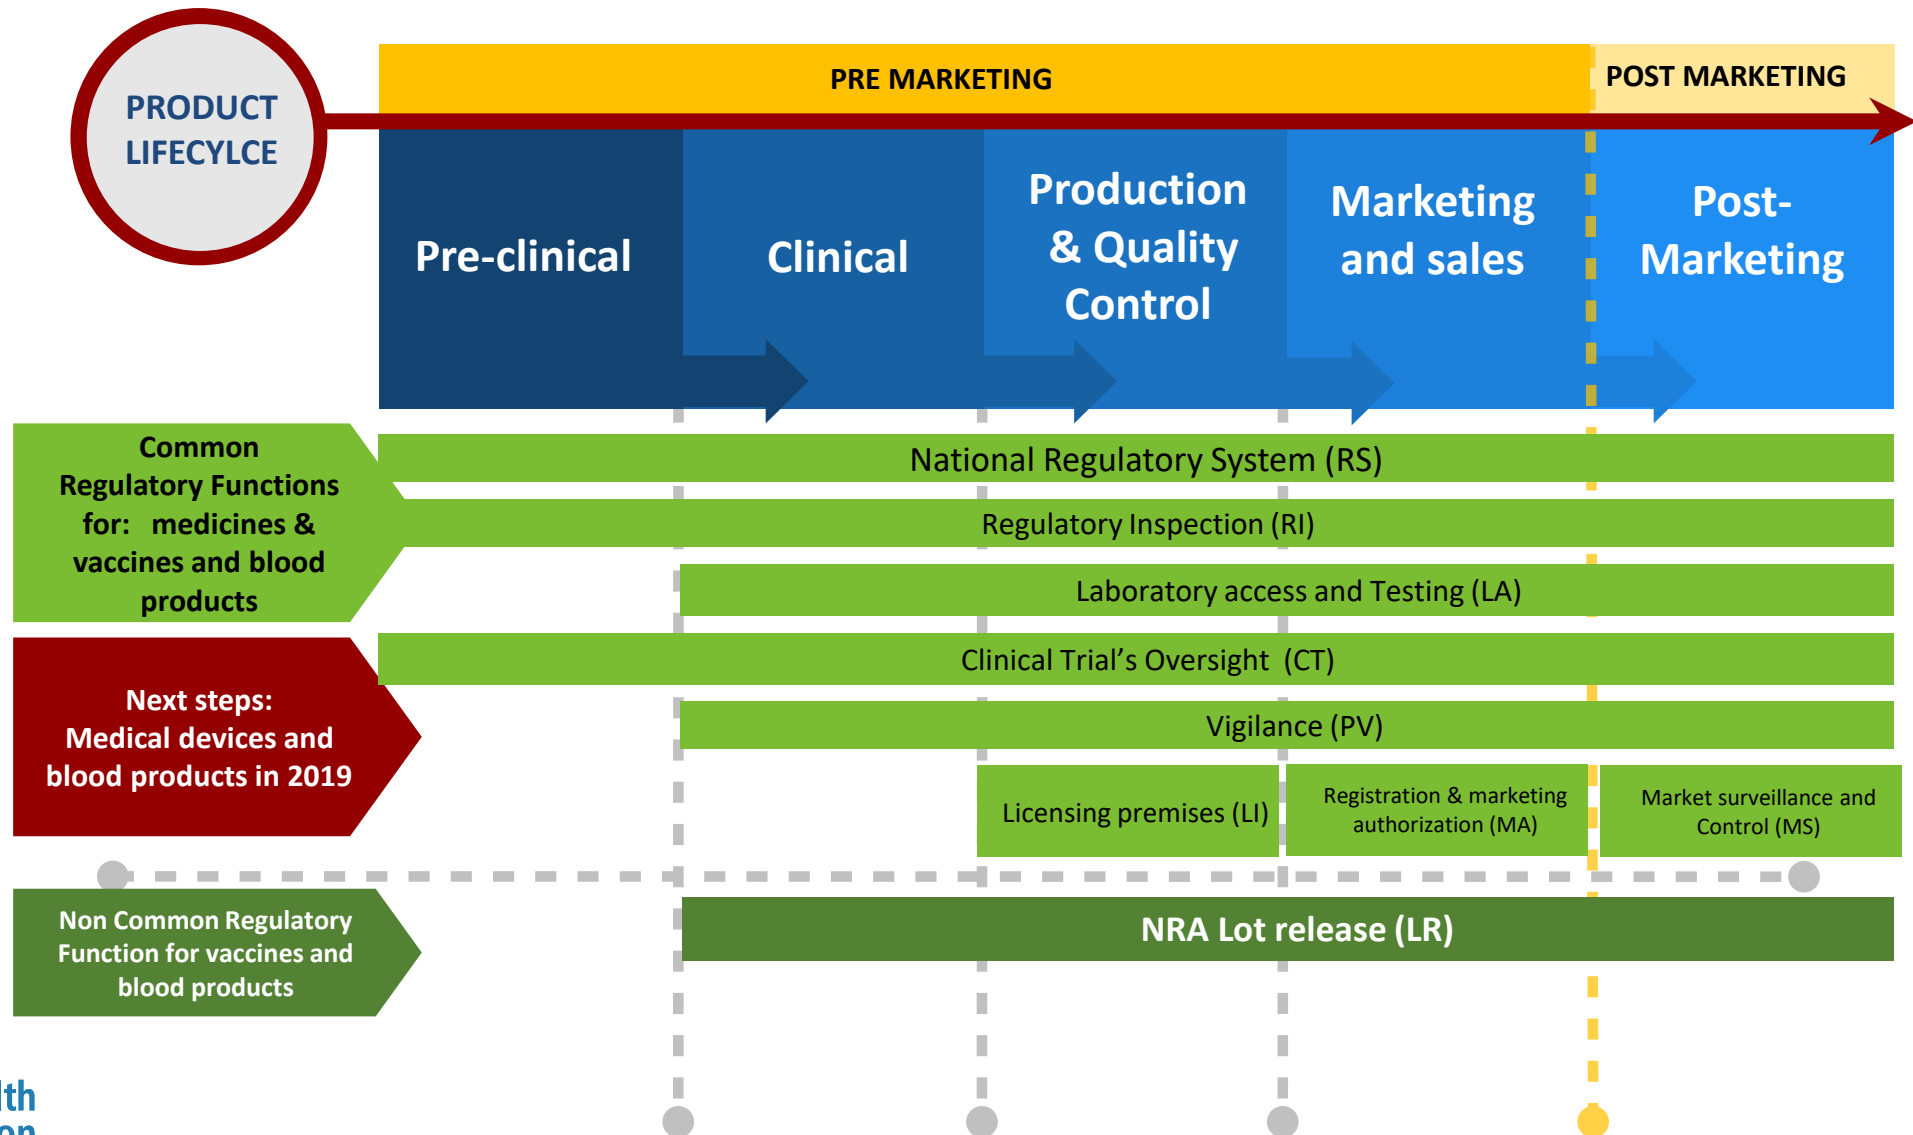 PRODUCT
LIFECYLCE
PRE MARKETING
POST MARKETING
Pre-clinical
Clinical
Production
& Quality
Control
Marketing
and sales
Post-
Marketing
Common
Regulatory Functions
for: medicines &
vaccines and blood
products
National Regulatory System (RS)
Regulatory Inspection (RI)
Laboratory access and Testing (LA)
Next steps:
Medical devices and
blood products in 2019
Clinical Trial's Oversight (CT)
Vigilance (PV)
Licensing premises (LI)
Registration & marketing
authorization (MA)
Market surveillance and
Control (MS)
Non Common Regulatory
Function for vaccines and
blood products
NRA Lot release (LR)
lth